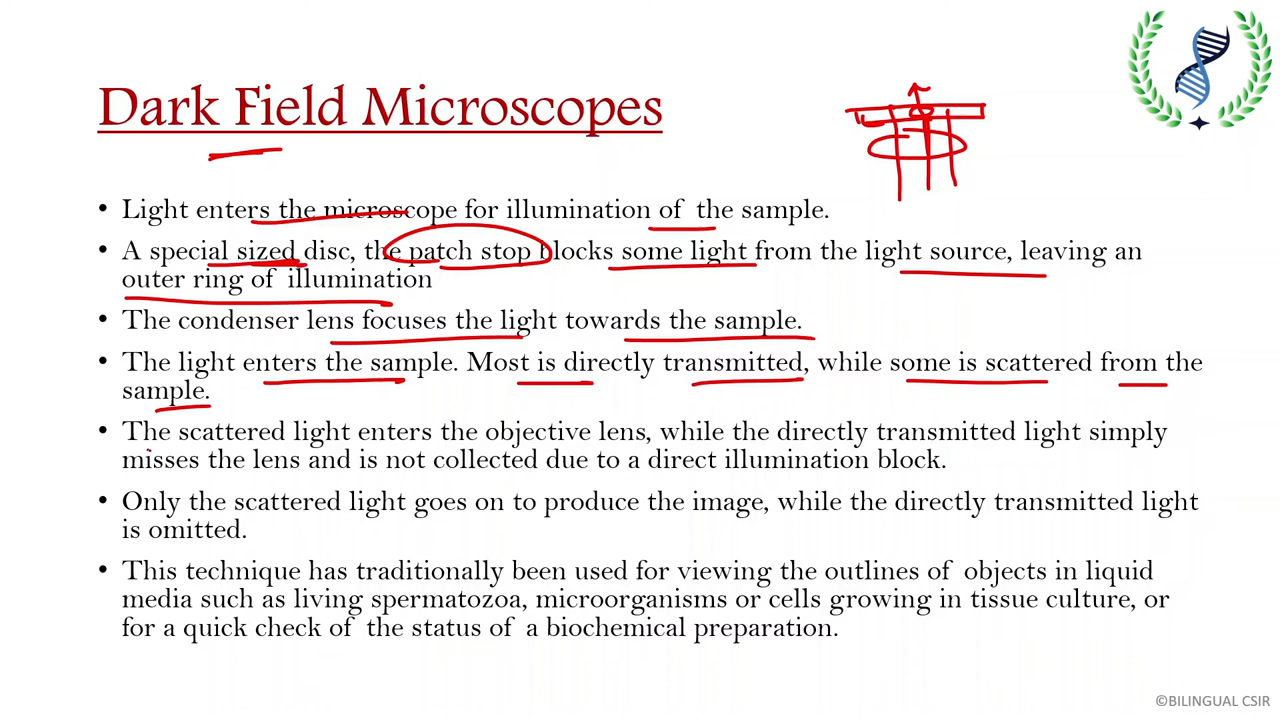 Dark Field Microscopes
• Light enters the microscope for illumination of the sample.
• A special sized disc, the patch stop blocks some light from the light source, leaving an
outer ring of illumination
• The condenser lens focuses the light towards the sample.
• The light enters the sample. Most is directly transmitted, while some is scattered from the
sample.
• The scattered light enters the objective lens, while the directly transmitted light simply
misses the lens and is not collected due to a direct illumination block.
• Only the scattered light goes on to produce the image, while the directly transmitted light
is omitted.
• This technique has traditionally been used for viewing the outlines of objects in liquid
media such as living spermatozoa, microorganisms or cells growing in tissue culture, or
for a quick check of the status of a biochemical preparation.
©BILINGUAL CSIR